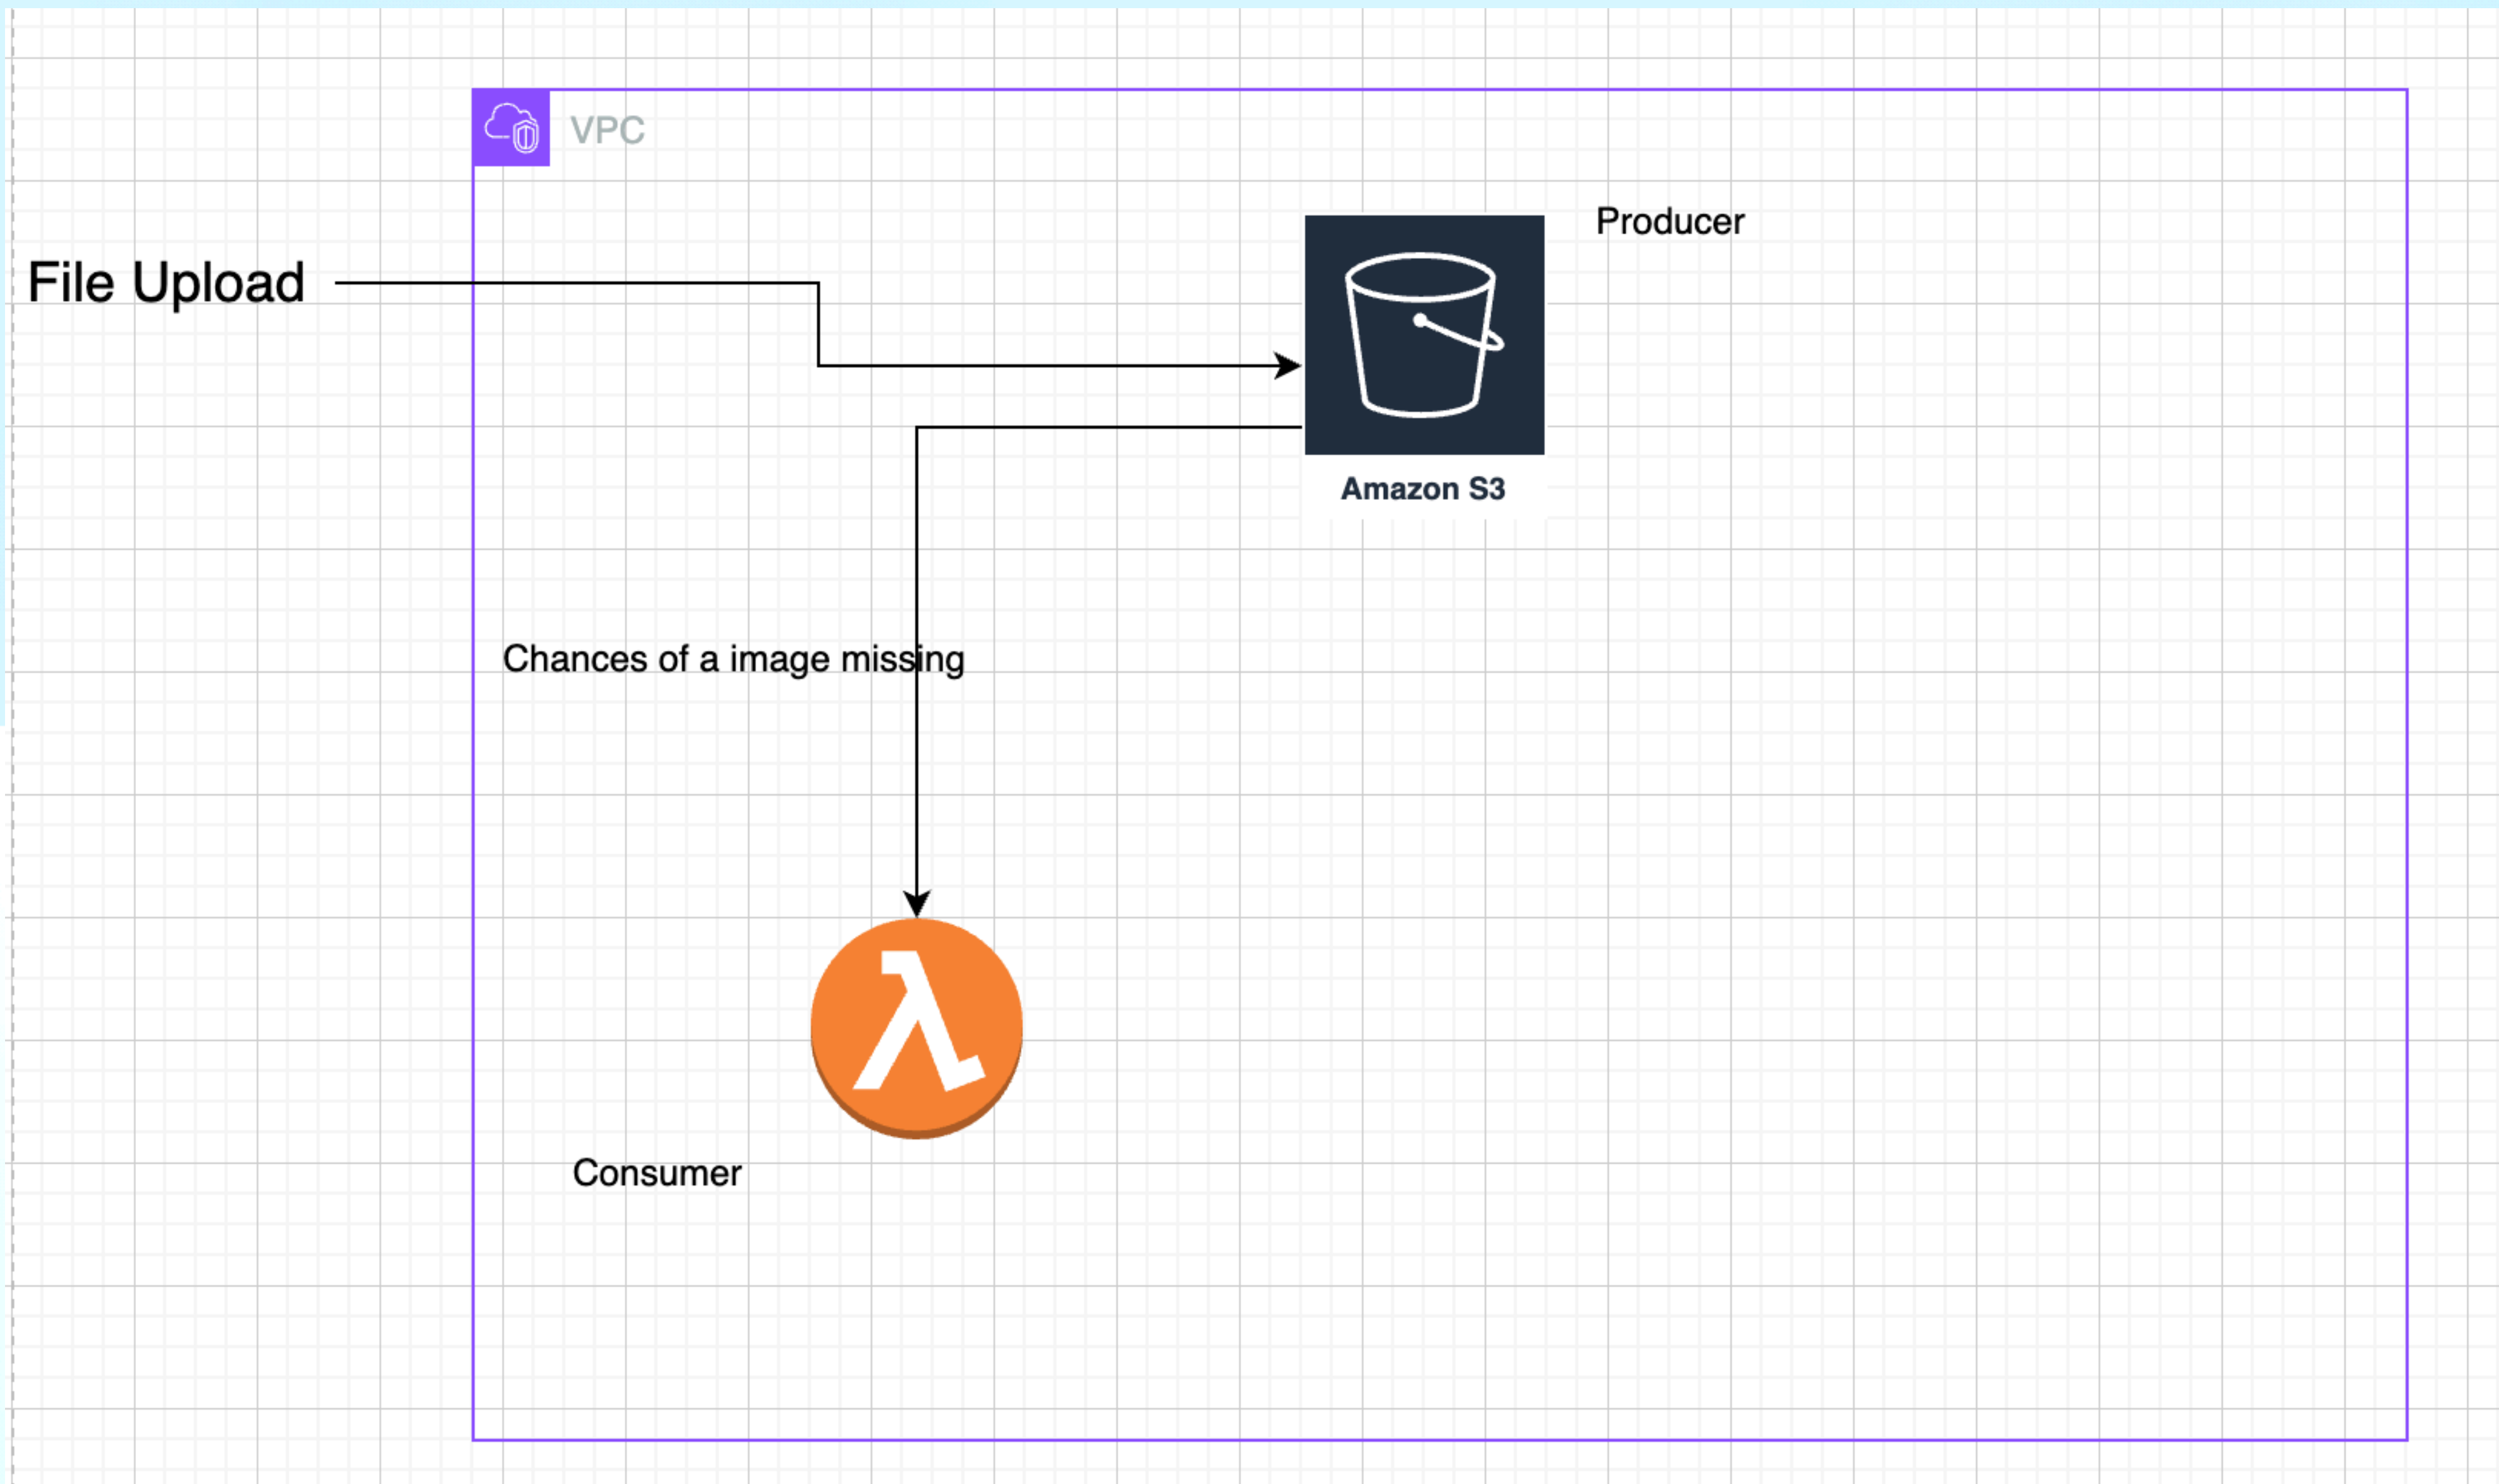 VPC
Producer
File Upload
Amazon S3
Chances of a image missing
Consumer